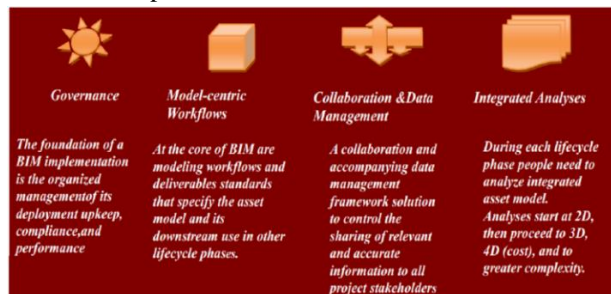 Governance
The foundation of a
BIM implementation
is the organized
managementof its
deployment upkeep,
compliance,and
performance
Model-centric
Workflows
At the core of BIM are
modeling workflows and
deliverables standards
that specify the asset
model and its
downstream use in other
lifecycle phases.
Collaboration &Data
Management
A collaboration and
accompanying data
management
framework solution
to control the
sharing of relevant
and accurate
information to all
project stakeholders
Integrated Analyses
During each lifecycle
phase people need to
analyze integrated
asset model.
Analyses start at 2D,
then proceed to 3D,
4D (cost), and to
greater complexity.